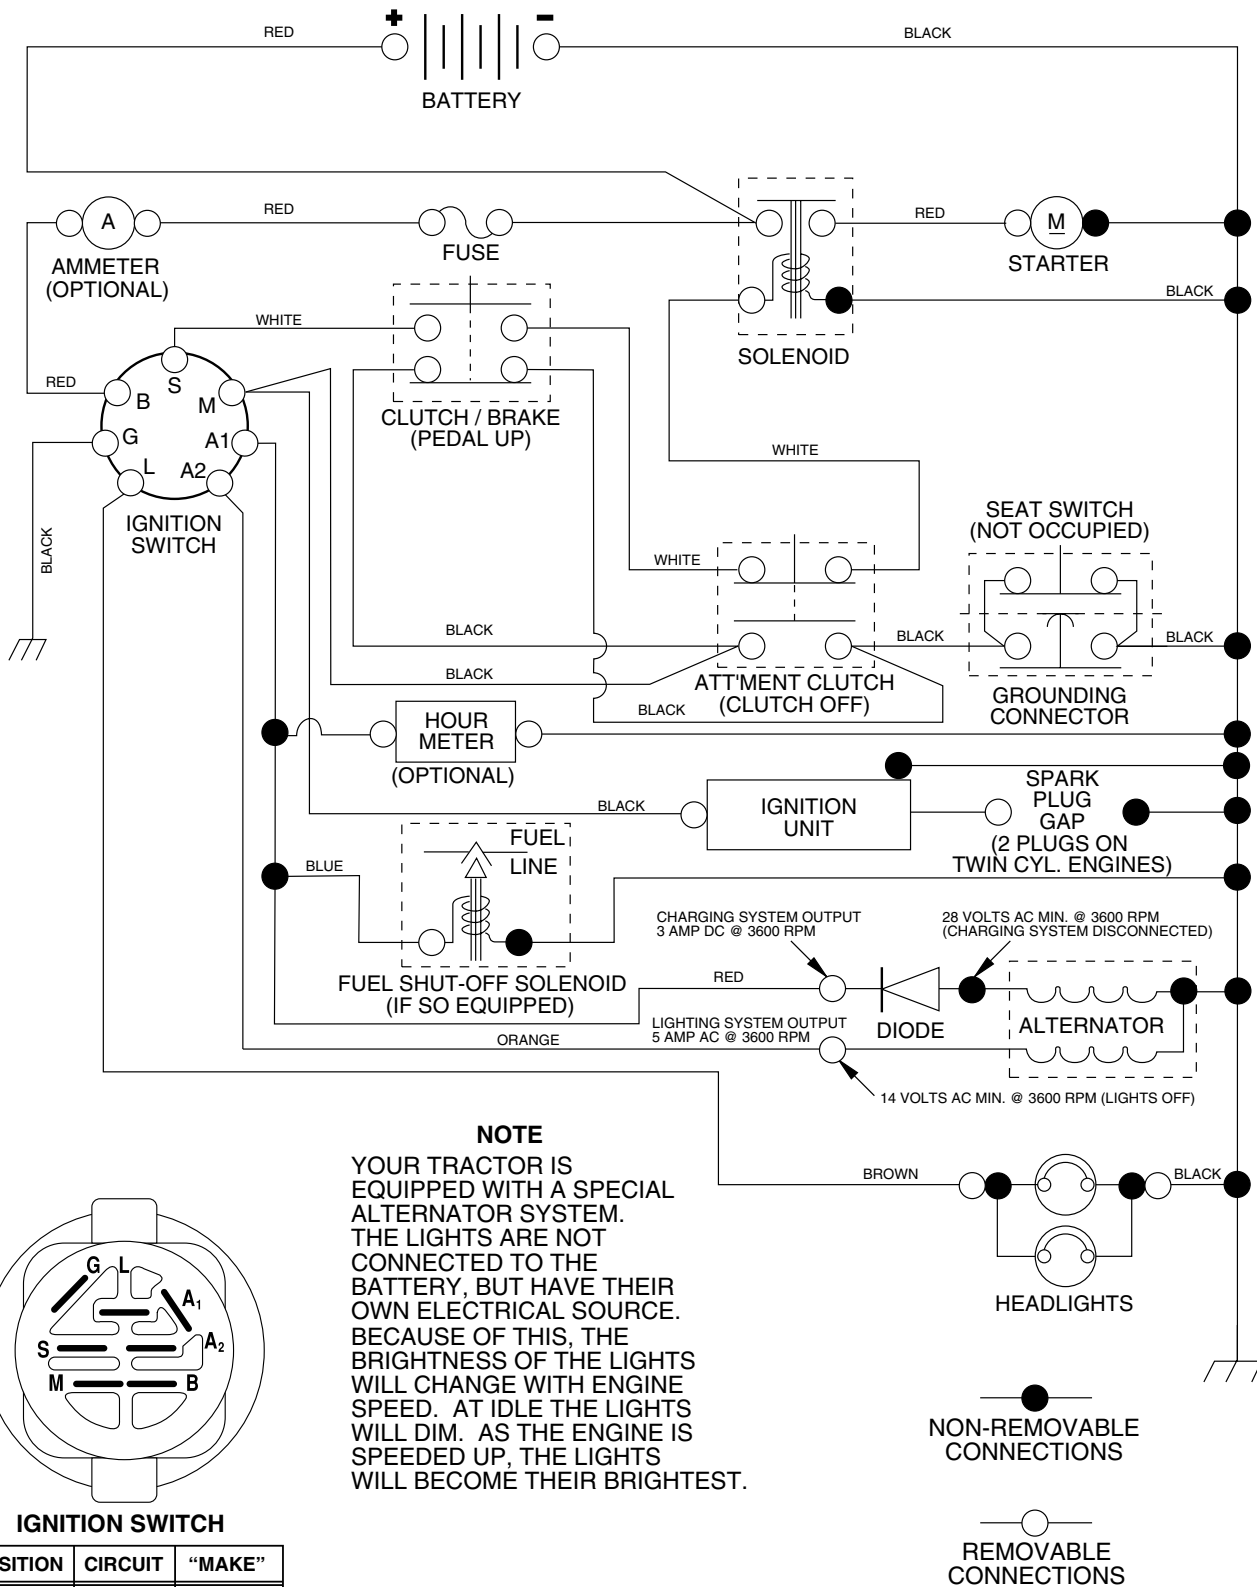 + −
RED
BLACK
BATTERY
A
RED
FUSE
RED
M
AMMETER
(OPTIONAL)
STARTER
BLACK
WHITE
SOLENOID
RED
S
B
M
G
A1
L
A2
CLUTCH / BRAKE
(PEDAL UP)
WHITE
IGNITION
SWITCH
BLACK
SEAT SWITCH
(NOT OCCUPIED)
WHITE
BLACK
BLACK
BLACK
BLACK
ATT'MENT CLUTCH
(CLUTCH OFF)
GROUNDING
CONNECTOR
BLACK
HOUR
METER
(OPTIONAL)
BLACK
IGNITION
UNIT
SPARK
PLUG
GAP
(2 PLUGS ON
TWIN CYL. ENGINES)
FUEL
LINE
BLUE
FUEL SHUT-OFF SOLENOID
(IF SO EQUIPPED)
CHARGING SYSTEM OUTPUT
3 AMP DC @ 3600 RPM
28 VOLTS AC MIN. @ 3600 RPM
(CHARGING SYSTEM DISCONNECTED)
RED
DIODE
ALTERNATOR
LIGHTING SYSTEM OUTPUT
5 AMP AC @ 3600 RPM
ORANGE
14 VOLTS AC MIN. @ 3600 RPM (LIGHTS OFF)
NOTE
YOUR TRACTOR IS
EQUIPPED WITH A SPECIAL
ALTERNATOR SYSTEM.
THE LIGHTS ARE NOT
CONNECTED TO THE
BATTERY, BUT HAVE THEIR
OWN ELECTRICAL SOURCE.
BECAUSE OF THIS, THE
BRIGHTNESS OF THE LIGHTS
WILL CHANGE WITH ENGINE
SPEED. AT IDLE THE LIGHTS
WILL DIM. AS THE ENGINE IS
SPEEDED UP, THE LIGHTS
WILL BECOME THEIR BRIGHTEST.
BROWN
BLACK
HEADLIGHTS
G L
A1
S
A2
M
B
IGNITION SWITCH
SITION CIRCUIT “MAKE”
NON-REMOVABLE
CONNECTIONS
REMOVABLE
CONNECTIONS